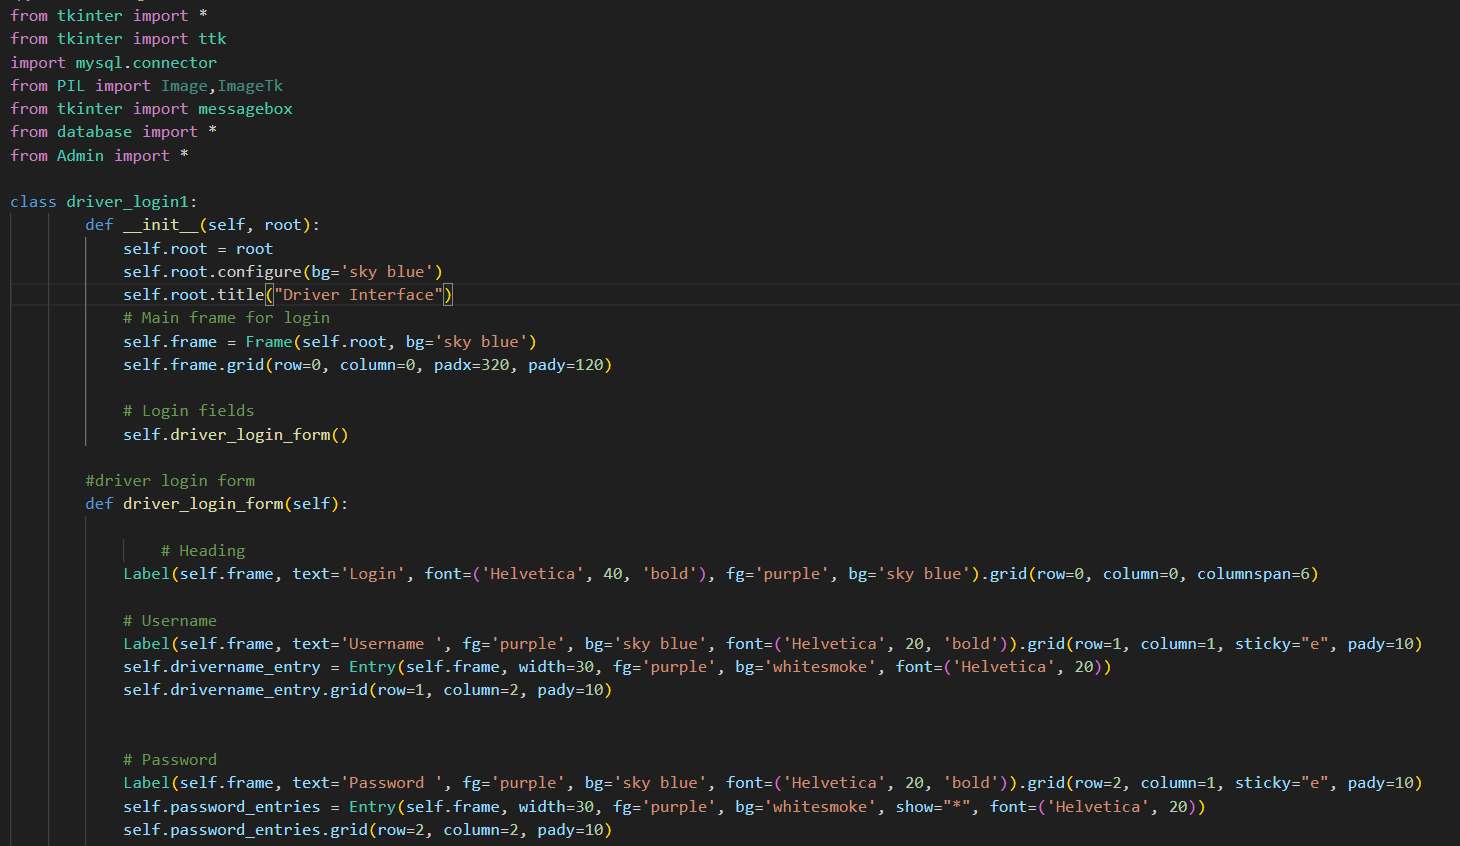 from tkinter import *
from tkinter import ttk
import mysql.connector
from PIL import Image,ImageTk
from tkinter import messagebox
from database import *
from Admin import *
class driver_login1:
def __init__(self, root):
self.root = root
self.root.configure(bg='sky blue')
self.root.title("Driver Interface")
# Main frame for login
self.frame = Frame(self.root, bg='sky blue')
self.frame.grid(row=0, column=0, padx=320, pady=120)
# Login fields
self.driver_login_form()
#driver login form
def driver_login_form(self):
# Heading
Label(self.frame, text='Login', font=('Helvetica', 40, 'bold'), fg='purple', bg='sky blue').grid(row=0, column=0, columnspan=6)
# Username
Label(self.frame, text='Username ', fg='purple', bg='sky blue', font=('Helvetica', 20, 'bold')).grid(row=1, column=1, sticky="e", pady=10)
self.drivername_entry = Entry(self.frame, width=30, fg='purple', bg='whitesmoke', font=('Helvetica', 20))
self.drivername_entry.grid(row=1, column=2, pady=10)
# Password
Label(self.frame, text='Password ', fg='purple', bg='sky blue', font=('Helvetica', 20, 'bold')).grid(row=2, column=1, sticky="e", pady=10)
self.password_entries = Entry(self.frame, width=30, fg='purple', bg='whitesmoke', show="*", font=('Helvetica', 20))
self.password_entries.grid(row=2, column=2, pady=10)